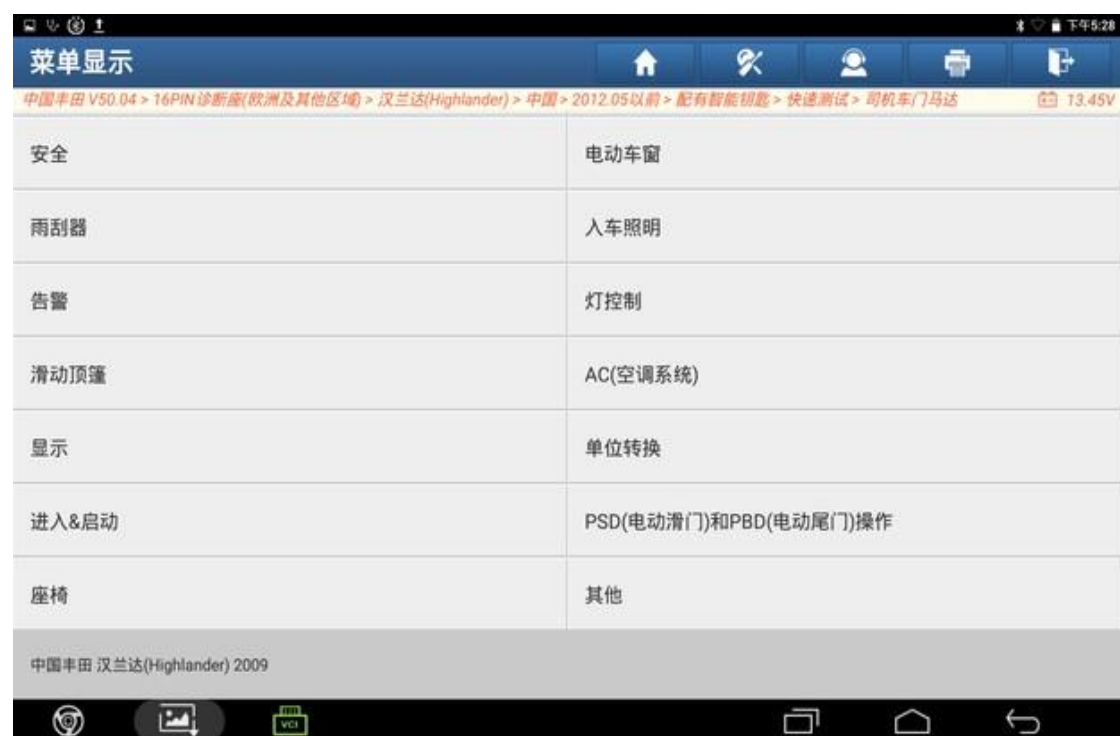 下午5:28
菜单显示
中国丰田 V50.04 > 16PIN诊断座(欧洲及其他区域) > 汉兰达(Highlander) > 中国 > 2012.05以前 > 配有智能钥匙 > 快速测试 > 司机车门马达 13.45V
安全 电动车窗
雨刮器 入车照明
告警 灯控制
滑动顶篷 AC(空调系统)
显示 单位转换
进入&启动 PSD(电动滑门)和PBD(电动尾门)操作
座椅 其他
中国丰田 汉兰达(Highlander) 2009
VCI